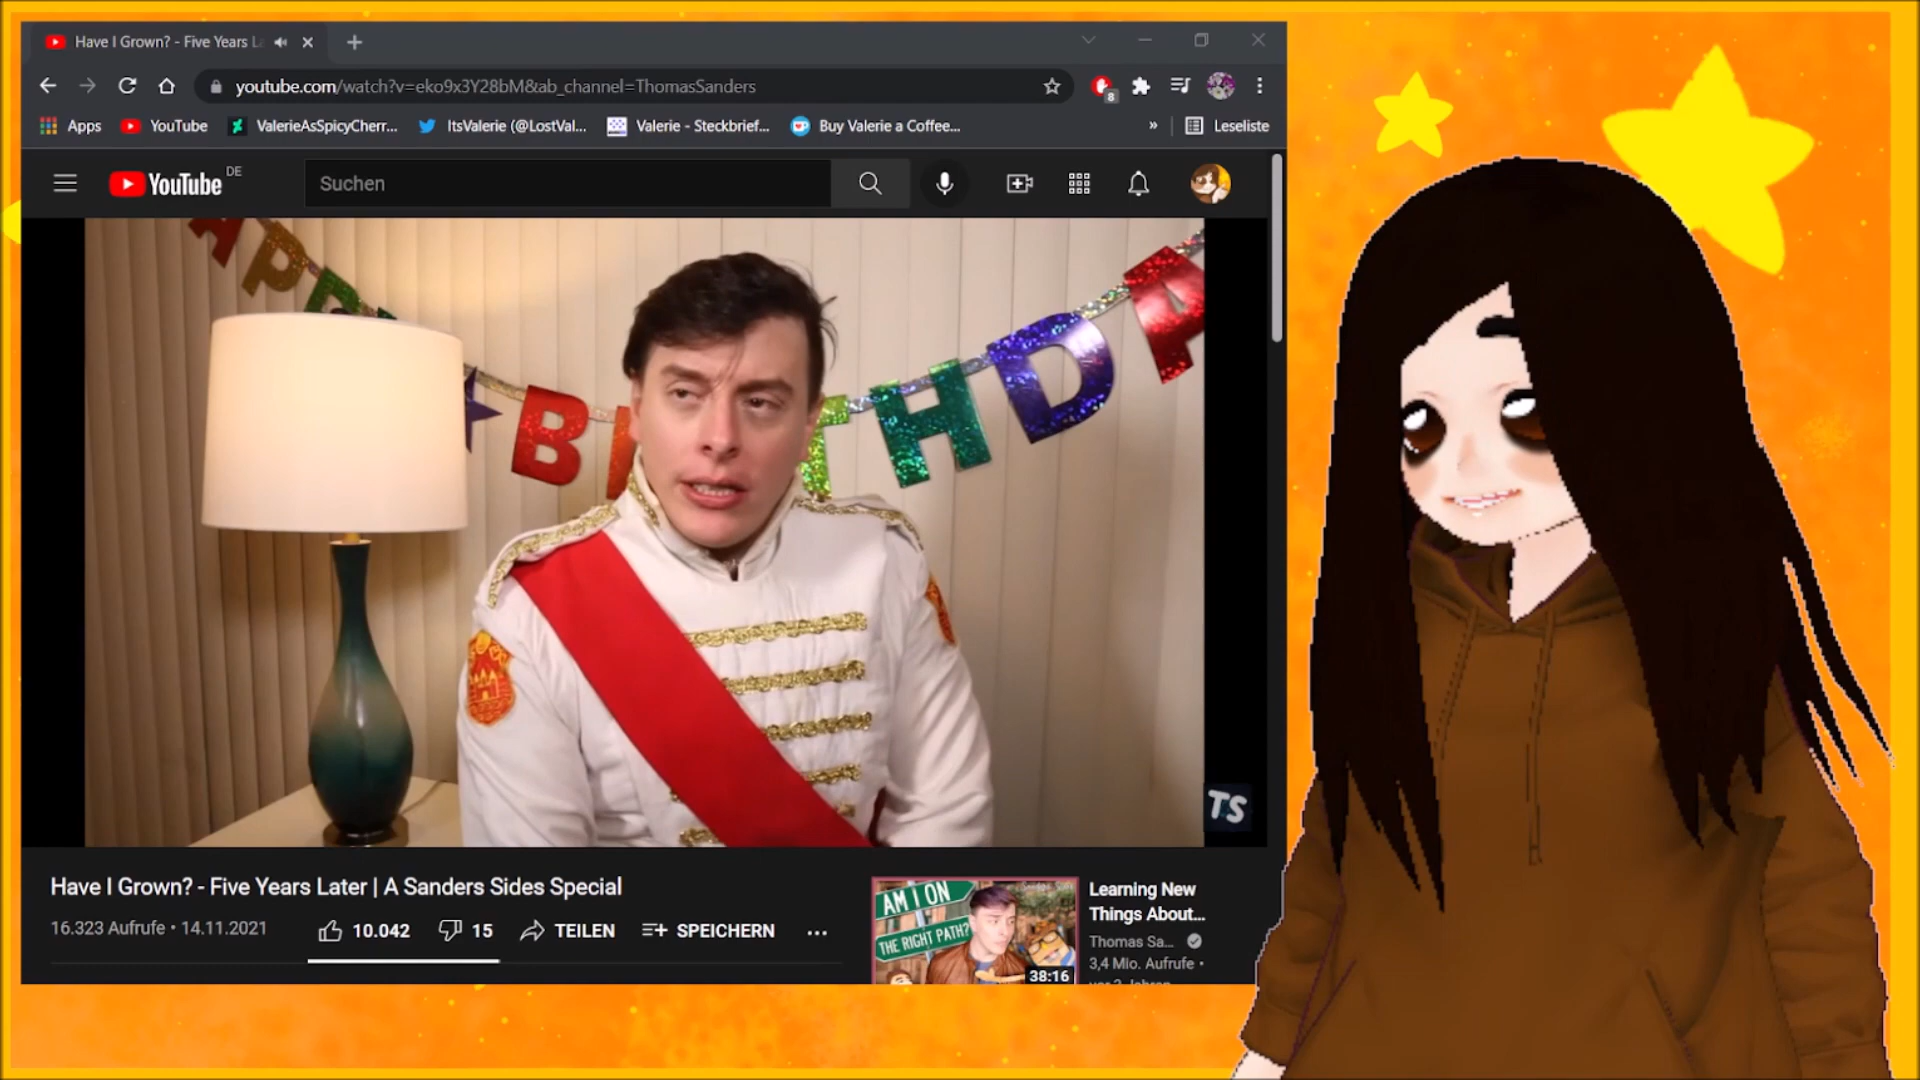 Have I Grown? - Five Years L
youtube.com/watch?v=eko9x3Y28bM&ab_channel=ThomasSanders
8
Apps YouTube ValerieAsSpicyCherr... ItsValerie (@LostVal... Valerie - Steckbrief... Buy Valerie a Coffee... » Leseliste
YouTube DE
Suchen
APP
BI THDA
TS
Have I Grown? - Five Years Later | A Sanders Sides Special
16.323 Aufrufe • 14.11.2021 10.042 15 TEILEN SPEICHERN ...
AM I ON
THE RIGHT PATH?
38:16
Learning New
Things About...
Thomas Sa...
3,4 Mio. Aufrufe •